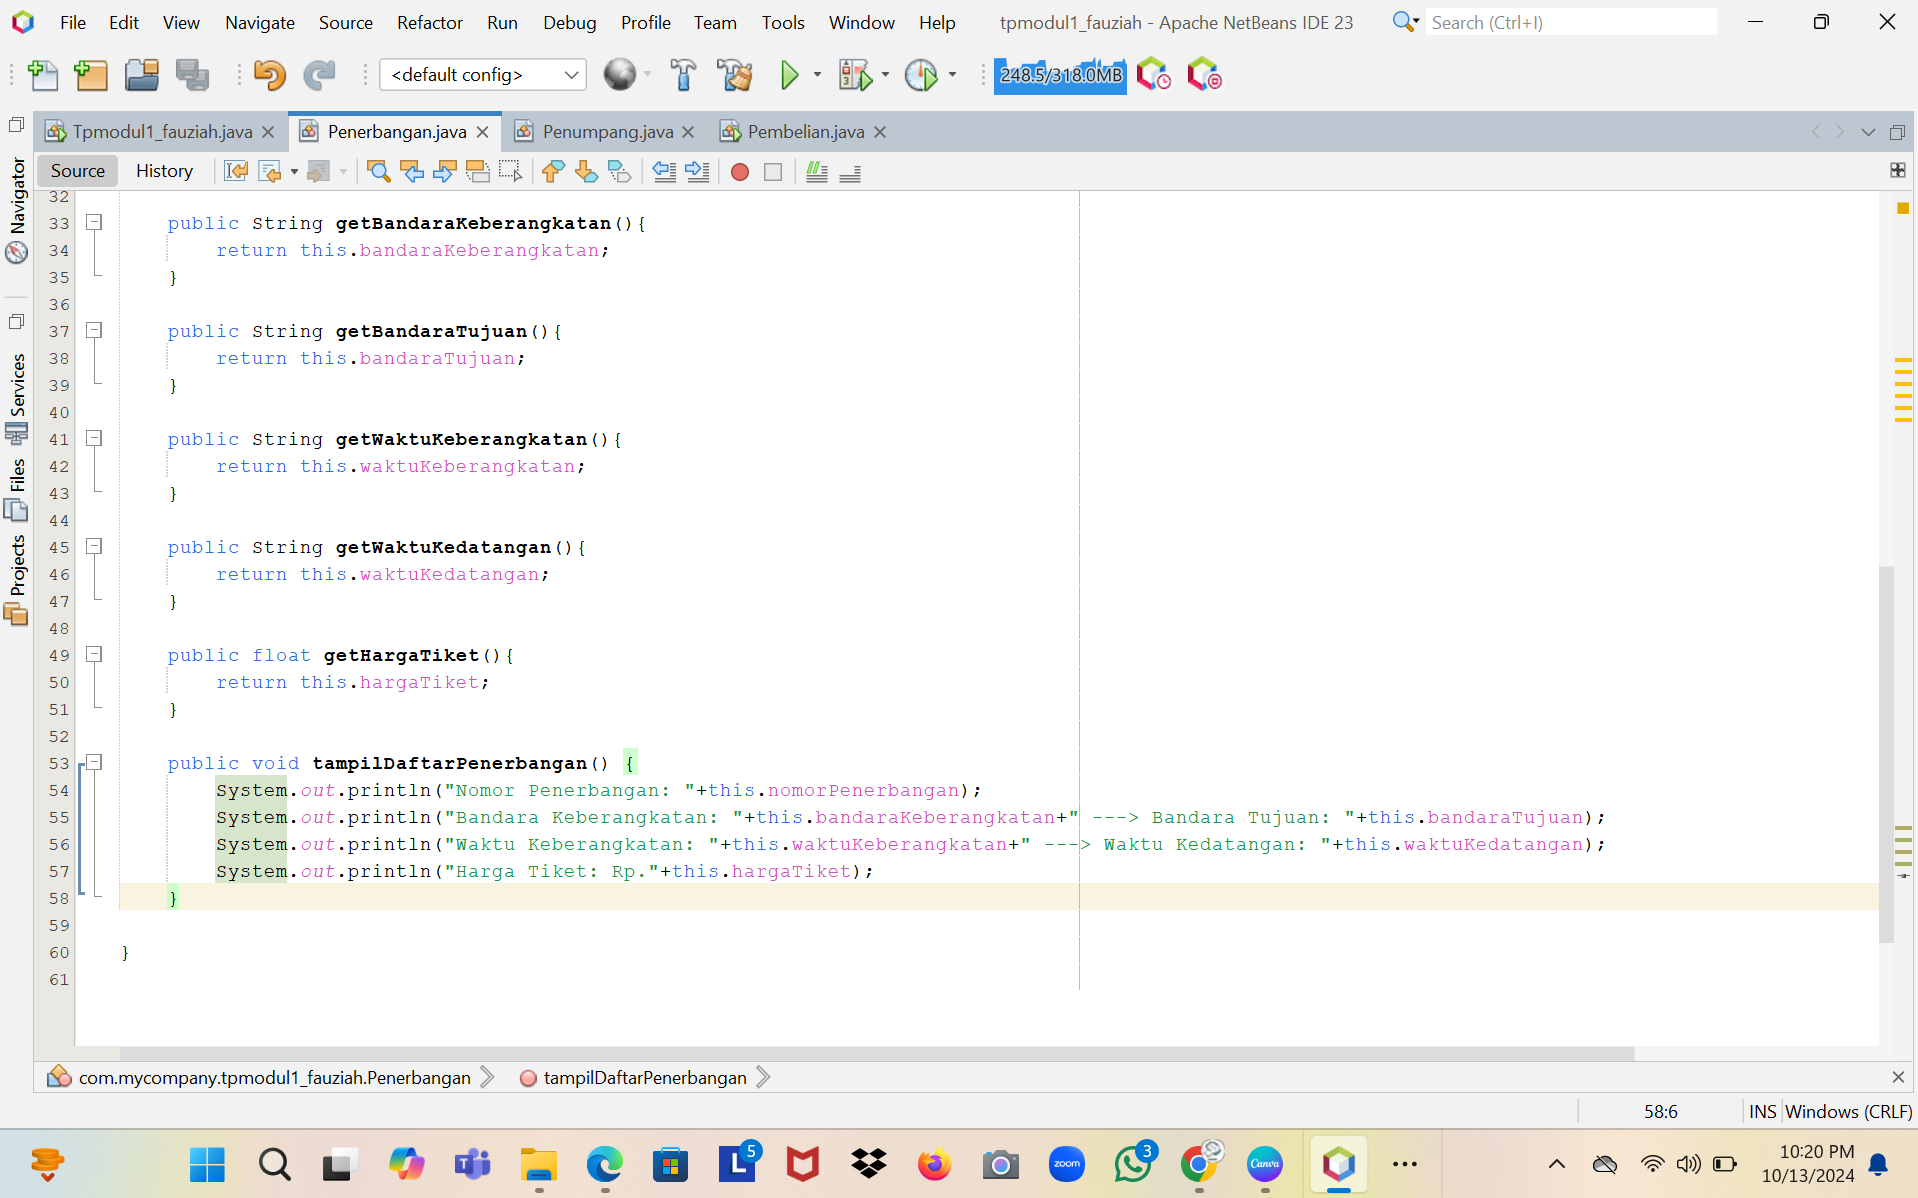 File Edit View Navigate Source Refactor Run Debug Profile Team Tools Window Help tpmodul1_fauziah - Apache NetBeans IDE 23 Search (Ctrl+I)
<default config> 248.5/318.0MB
Tpmodul1_fauziah.java Penerbangan.java Penumpang.java Pembelian.java
Source History
Navigator
Services
Files
Projects
32
33 public String getBandaraKeberangkatan(){
34 return this.bandaraKeberangkatan;
35 }
36
37 public String getBandaraTujuan(){
38 return this.bandaraTujuan;
39 }
40
41 public String getWaktuKeberangkatan(){
42 return this.waktuKeberangkatan;
43 }
44
45 public String getWaktuKedatangan(){
46 return this.waktuKedatangan;
47 }
48
49 public float getHargaTiket(){
50 return this.hargaTiket;
51 }
52
53 public void tampilDaftarPenerbangan() {
54 System.out.println("Nomor Penerbangan: "+this.nomorPenerbangan);
55 System.out.println("Bandara Keberangkatan: "+this.bandaraKeberangkatan+" ---> Bandara Tujuan: "+this.bandaraTujuan);
56 System.out.println("Waktu Keberangkatan: "+this.waktuKeberangkatan+" ---> Waktu Kedatangan: "+this.waktuKedatangan);
57 System.out.println("Harga Tiket: Rp."+this.hargaTiket);
58 }
59
60 }
61
com.mycompany.tpmodul1_fauziah.Penerbangan tampilDaftarPenerbangan
58:6 INS Windows (CRLF)
L 5 zoom 3 Canva
10:20 PM
10/13/2024